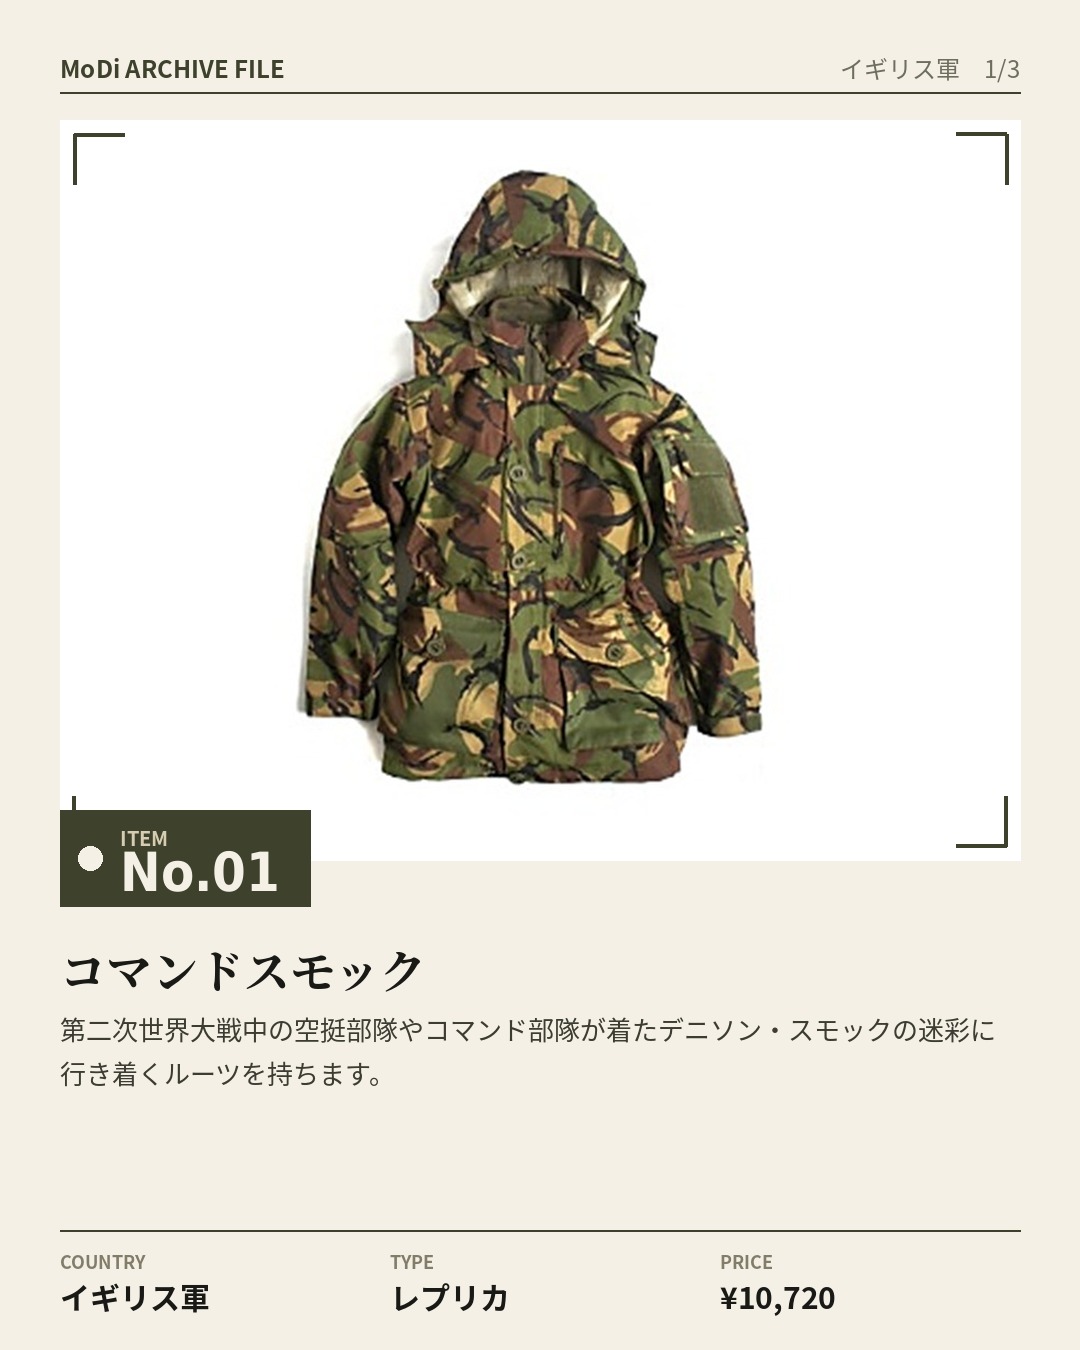 MoDi ARCHIVE FILE
イギリス軍　1/3
ITEM
No.01
コマンドスモック
第二次世界大戦中の空挺部隊やコマンド部隊が着たデニソン・スモックの迷彩に
行き着くルーツを持ちます。
COUNTRY
イギリス軍
TYPE
レプリカ
PRICE
¥10,720